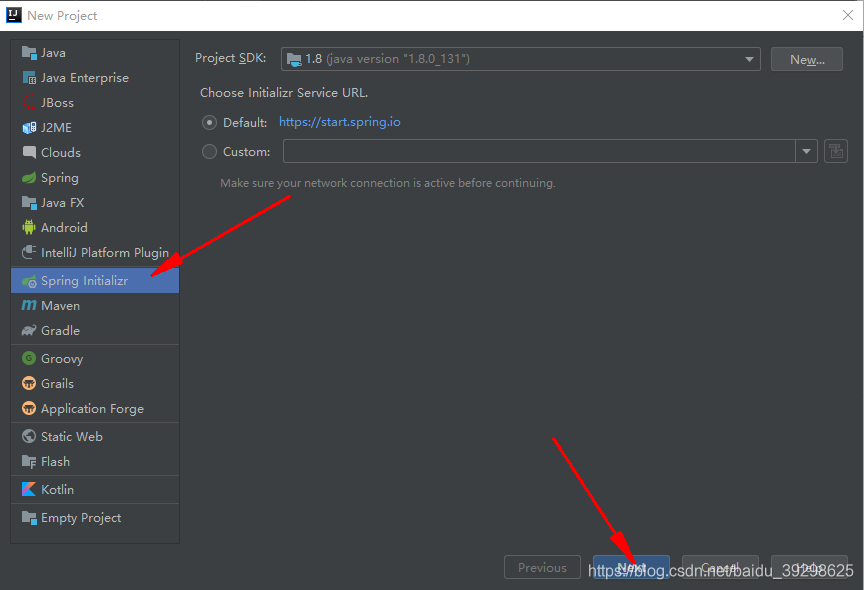 New Project
Java
Java Enterprise
JBoss
J2ME
Clouds
Spring
Java FX
Android
IntelliJ Platform Plugin
Spring Initializr
Maven
Gradle
Groovy
Grails
Application Forge
Static Web
Flash
Kotlin
Empty Project
Project SDK: 1.8 (java version "1.8.0_131") New...
Choose Initializr Service URL.
Default: https://start.spring.io
Custom:
Make sure your network connection is active before continuing.
Previous Next Cancel Help
https://blog.csdn.net/baidu_39298625